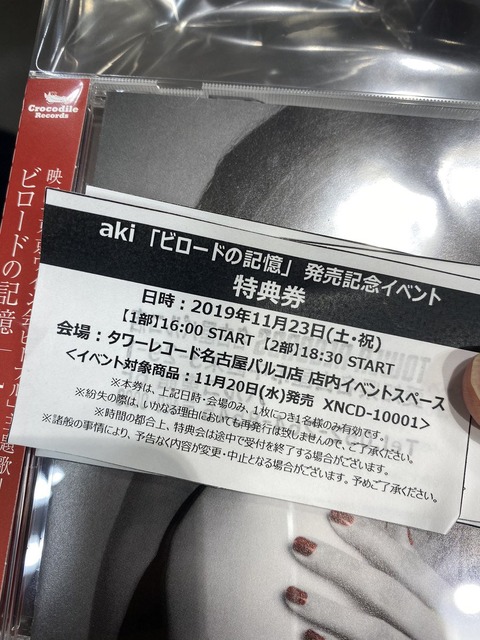 Crocodile
Records
ビロードの記憶
aki「ビロードの記憶」発売記念イベント
特典券
日時：2019年11月23日(土・祝)
【1部】16:00 START 【2部】18:30 START
会場：タワーレコード名古屋パルコ店 店内イベントスペース
＜イベント対象商品：11月20日(水)発売 XNCD-10001＞
※本券は、上記日時・会場のみ、1枚につき1名様のみ有効です。
※紛失の際は、いかなる理由においても再発行は致しませんので、ご了承ください。
※時間の都合上、特典会は途中で受付を終了する場合がございます。
※諸般の事情により、予告なく内容が変更・中止となる場合がございます。予めご了承ください。